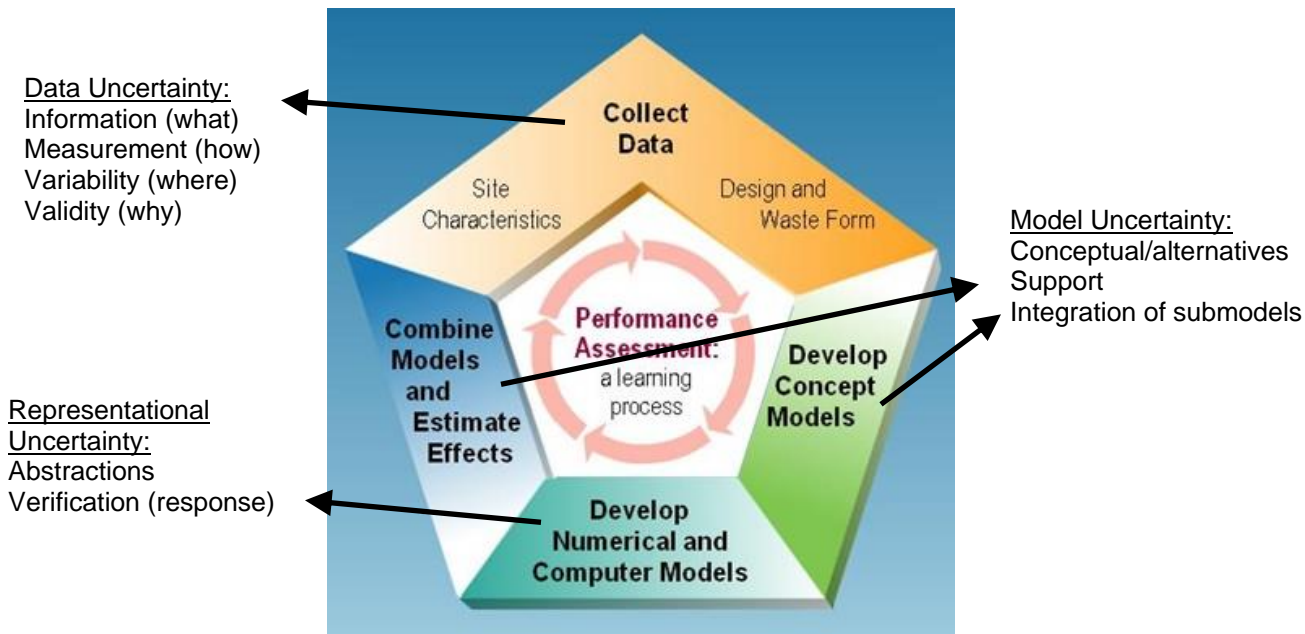 Data Uncertainty:
Information (what)
Measurement (how)
Variability (where)
Validity (why)
Collect
Data
Site
Characteristics
Design and
Waste Form
Model Uncertainty:
Conceptual/alternatives
Support
Integration of submodels
Performance
Assessment:
a learning
process
Combine
Models
and
Estimate
Effects
Develop
Concept
Models
Representational
Uncertainty:
Abstractions
Verification (response)
Develop
Numerical and
Computer Models